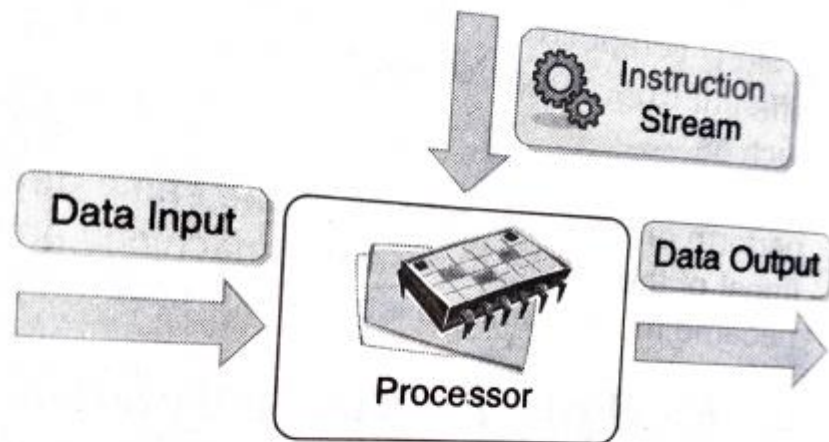 Instruction
Stream
Data Input
Data Output
Processor